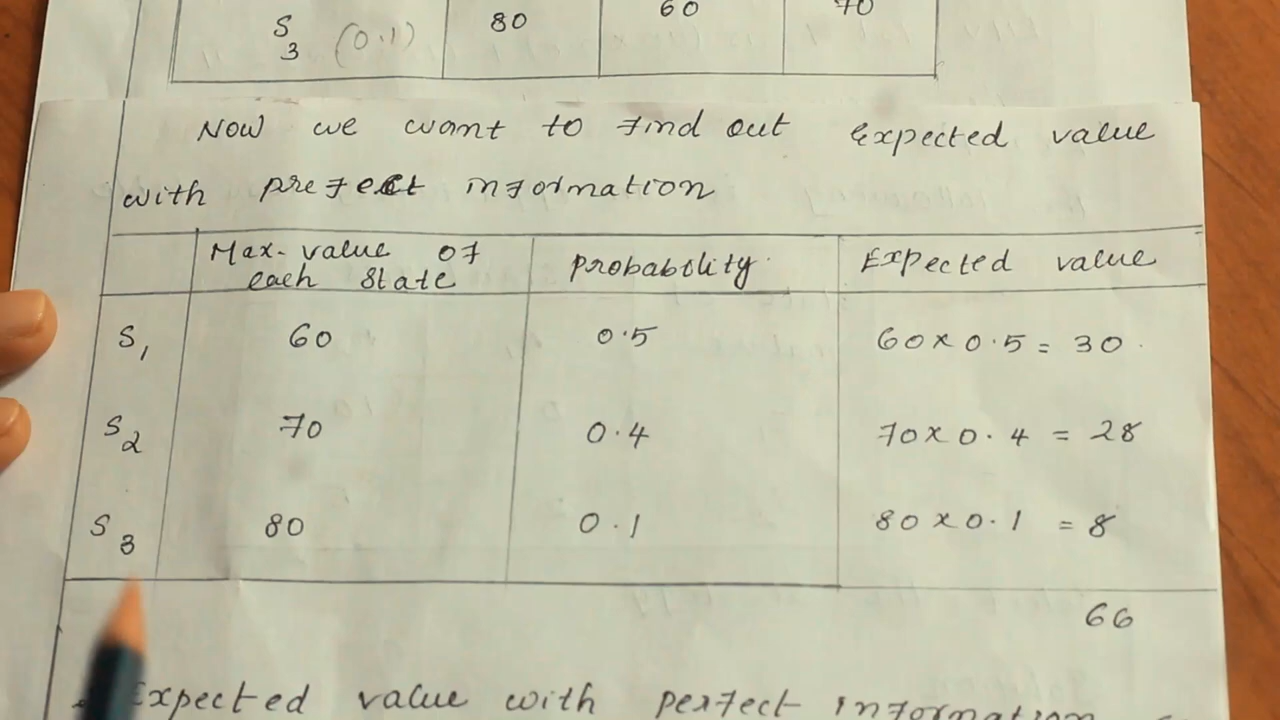 S3 (0.1) 80 60 70
Now we want to find out Expected value
with prefect information
Max. value of each state Probability Expected value
S1 60 0.5 60 x 0.5 = 30
S2 70 0.4 70 x 0.4 = 28
S3 80 0.1 80 x 0.1 = 8
66
Expected value with perfect information =